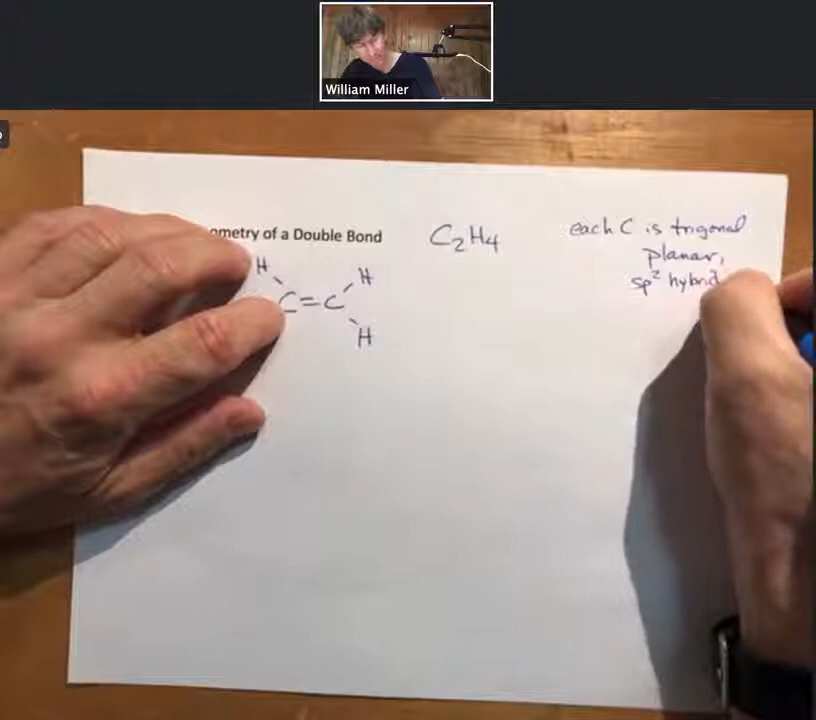 William Miller
ometry of a Double Bond
C2H4
each C is trigonal
planar,
sp² hybrid
H
H
C=C
H